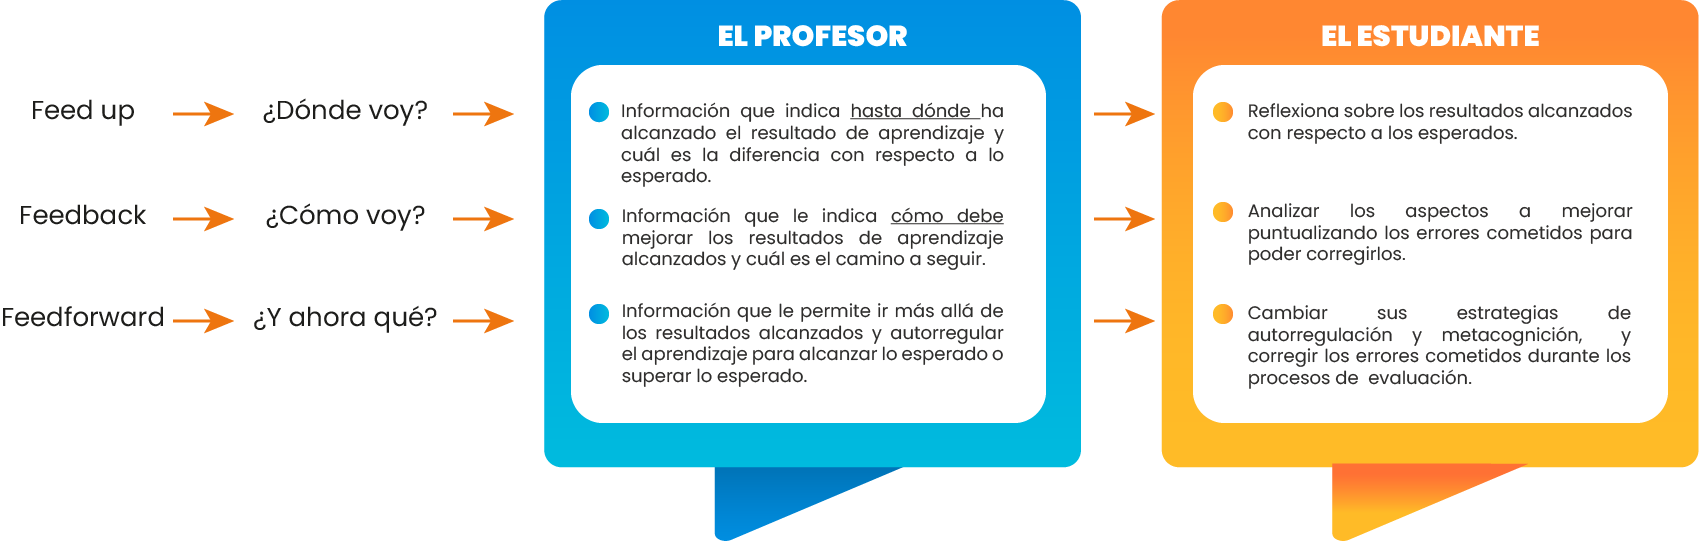 EL PROFESOR
EL ESTUDIANTE
Feed up
¿Dónde voy?
Información que indica hasta dónde ha
alcanzado el resultado de aprendizaje y
cuál es la diferencia con respecto a lo
esperado.
Reflexiona sobre los resultados alcanzados
con respecto a los esperados.
Feedback
¿Cómo voy?
Información que le indica cómo debe
mejorar los resultados de aprendizaje
alcanzados y cuál es el camino a seguir.
Analizar los aspectos a mejorar
puntualizando los errores cometidos para
poder corregirlos.
Feedforward
¿Y ahora qué?
Información que le permite ir más allá de
los resultados alcanzados y autorregular
el aprendizaje para alcanzar lo esperado o
superar lo esperado.
Cambiar sus estrategias de
autorregulación y metacognición, y
corregir los errores cometidos durante los
procesos de evaluación.